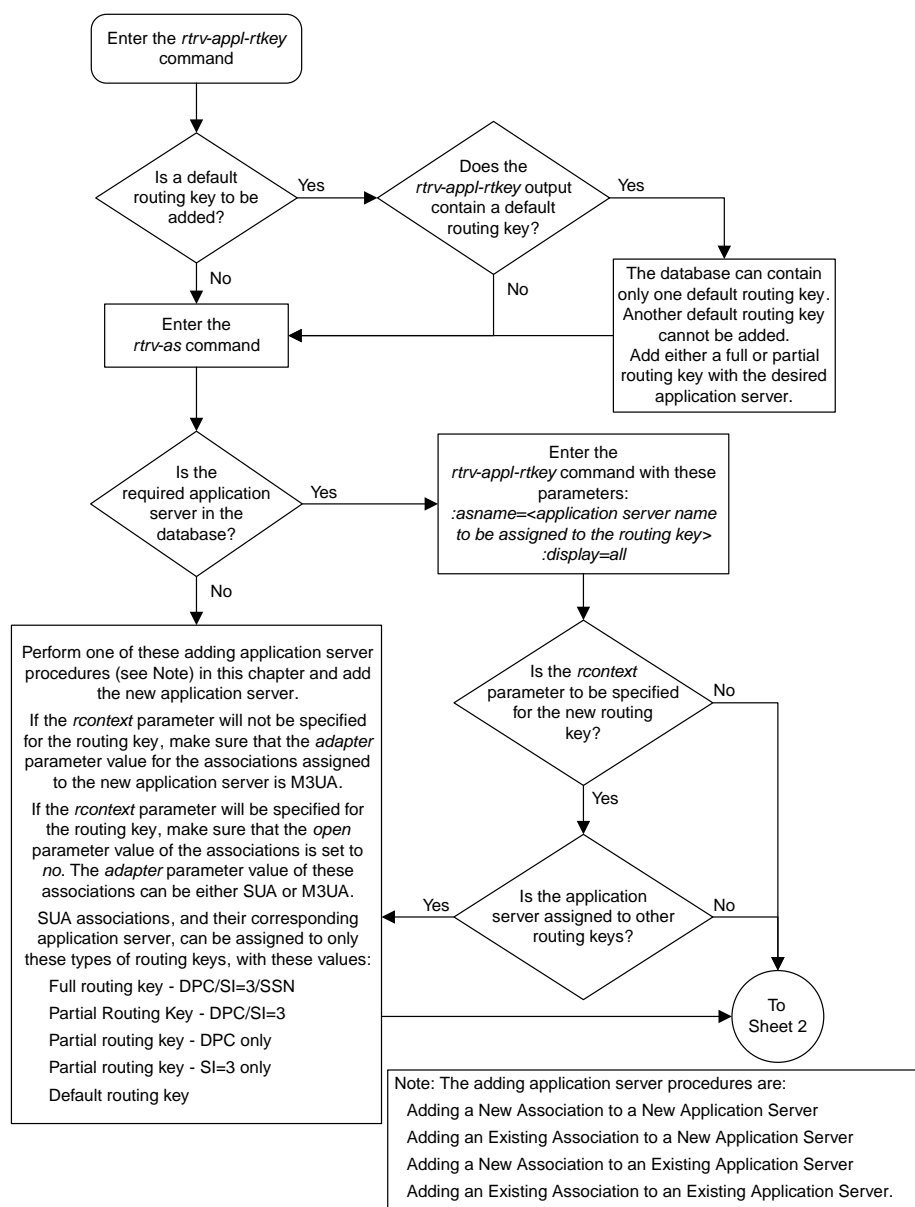 Enter the rtrv-appl-rtkey
command
Is a default
routing key to be
added?
Yes
Does the
rtrv-appl-rtkey output
contain a default
routing key?
Yes
No
No
The database can contain
only one default routing key.
Another default routing key
cannot be added.
Add either a full or partial
routing key with the desired
application server.
Enter the
rtrv-as command
Is the
required application
server in the
database?
Yes
Enter the
rtrv-appl-rtkey command with these
parameters:
:asname=<application server name
to be assigned to the routing key>
:display=all
No
Perform one of these adding application server
procedures (see Note) in this chapter and add
the new application server.
If the rcontext parameter will not be specified
for the routing key, make sure that the adapter
parameter value for the associations assigned
to the new application server is M3UA.
If the rcontext parameter will be specified for
the routing key, make sure that the open
parameter value of the associations is set to
no. The adapter parameter value of these
associations can be either SUA or M3UA.
SUA associations, and their corresponding
application server, can be assigned to only
these types of routing keys, with these values:
Full routing key - DPC/SI=3/SSN
Partial Routing Key - DPC/SI=3
Partial routing key - DPC only
Partial routing key - SI=3 only
Default routing key
Is the rcontext
parameter to be specified
for the new routing
key?
No
Yes
Is the application
server assigned to other
routing keys?
Yes
No
To
Sheet 2
Note: The adding application server procedures are:
Adding a New Association to a New Application Server
Adding an Existing Association to a New Application Server
Adding a New Association to an Existing Application Server
Adding an Existing Association to an Existing Application Server.